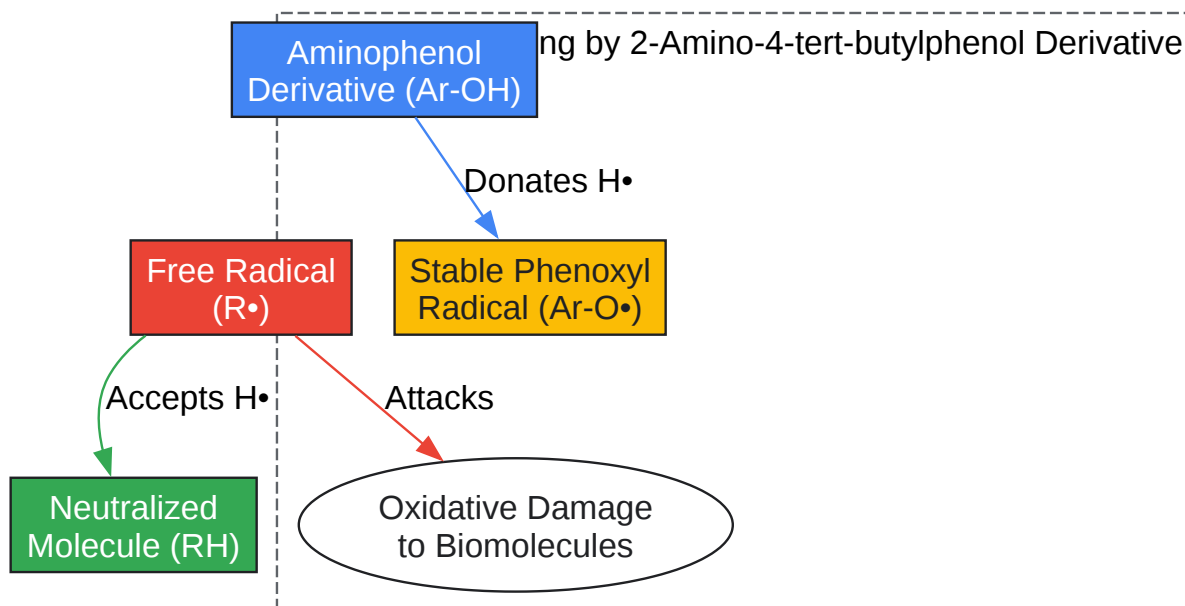 ng by 2-Amino-4-tert-butylphenol Derivative
Aminophenol
Derivative (Ar-OH)
Donates H•
Free Radical
(R•)
Stable Phenoxyl
Radical (Ar-O•)
Accepts H•
Attacks
Neutralized
Molecule (RH)
Oxidative Damage
to Biomolecules